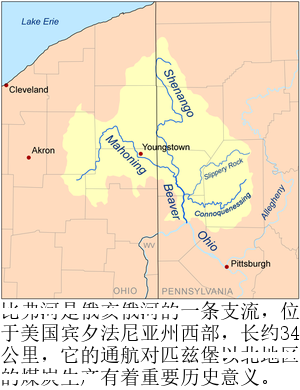 Lake Erie
Cleveland
Shenango
Akron
Youngstown
Mahoning
Slippery Rock
Beaver
Connoquenessing
Allegheny
Ohio
WV
Pittsburgh
OHIO
PENNSYLVANIA
比弗河是俄亥俄河的一条支流，位
于美国宾夕法尼亚州西部，长约34
公里，它的通航对匹兹堡以北地区
的煤炭生产有着重要历史意义。